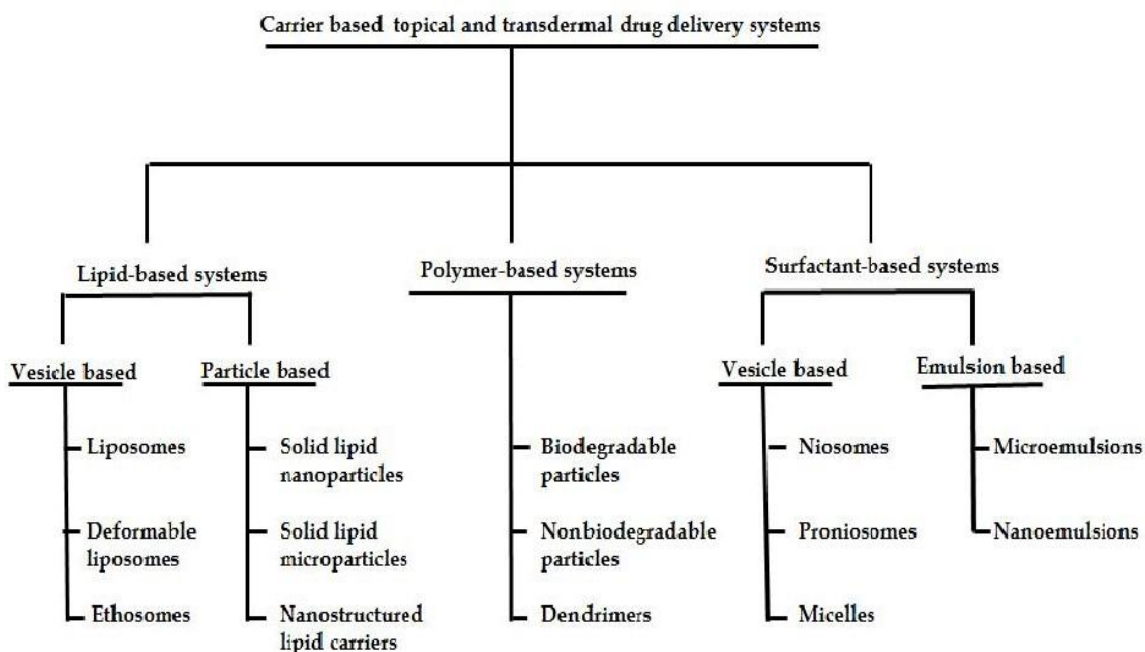 Carrier based topical and transdermal drug delivery systems
Lipid-based systems
Polymer-based systems
Surfactant-based systems
Vesicle based
Particle based
Vesicle based
Emulsion based
Liposomes
Deformable
liposomes
Ethosomes
Solid lipid
nanoparticles
Solid lipid
microparticles
Nanostructured
lipid carriers
Biodegradable
particles
Nonbiodegradable
particles
Dendrimers
Niosomes
Proniosomes
Micelles
Microemulsions
Nanoemulsions